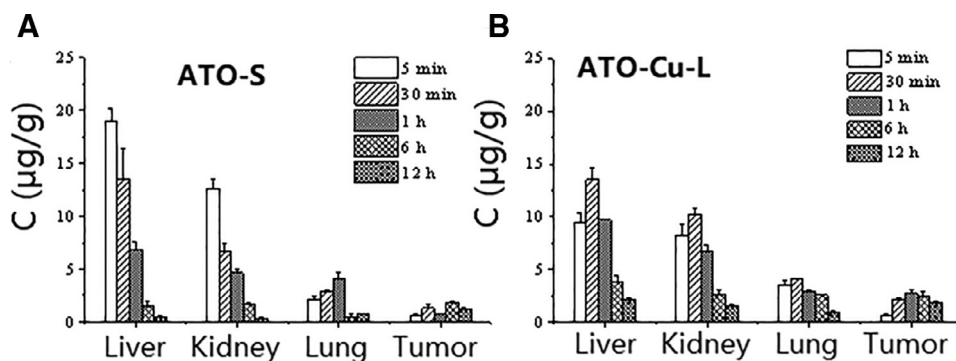 A
25
20
15
10
5
0
C (µg/g)
ATO-S
5 min
30 min
1 h
6 h
12 h
Liver Kidney Lung Tumor
B
25
20
15
10
5
0
C (µg/g)
ATO-Cu-L
5 min
30 min
1 h
6 h
12 h
Liver Kidney Lung Tumor